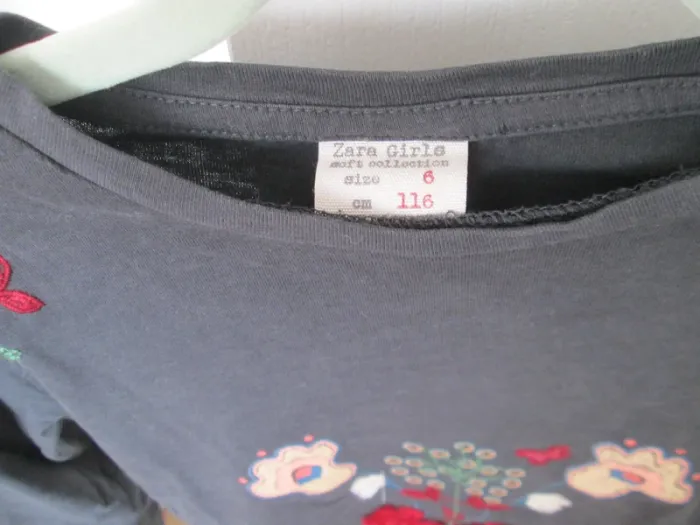 Zara Girls
soft collection
size 6
cm 116